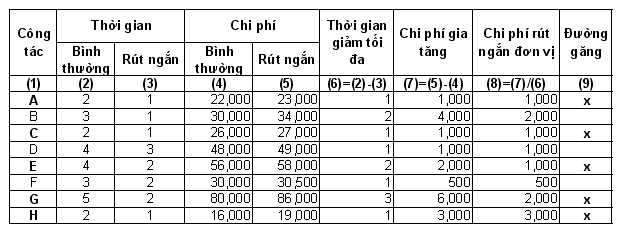 Công tác Thời gian Chi phí Thời gian giảm tối đa Chi phí gia tăng Chi phí rút ngắn đơn vị Đường găng
Bình thường Rút ngắn Bình thường Rút ngắn
(1) (2) (3) (4) (5) (6)=(2)-(3) (7)=(5)-(4) (8)=(7)/(6) (9)
A 2 1 22,000 23,000 1 1,000 1,000 x
B 3 1 30,000 34,000 2 4,000 2,000
C 2 1 26,000 27,000 1 1,000 1,000 x
D 4 3 48,000 49,000 1 1,000 1,000
E 4 2 56,000 58,000 2 2,000 1,000 x
F 3 2 30,000 30,500 1 500 500
G 5 2 80,000 86,000 3 6,000 2,000 x
H 2 1 16,000 19,000 1 3,000 3,000 x